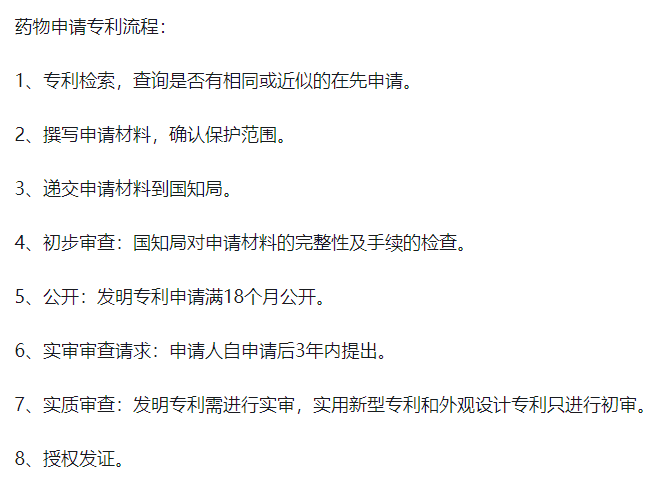 药物申请专利流程：
1、专利检索，查询是否有相同或近似的在先申请。
2、撰写申请材料，确认保护范围。
3、递交申请材料到国知局。
4、初步审查：国知局对申请材料的完整性及手续的检查。
5、公开：发明专利申请满18个月公开。
6、实审审查请求：申请人自申请后3年内提出。
7、实质审查：发明专利需进行实审，实用新型专利和外观设计专利只进行初审。
8、授权发证。